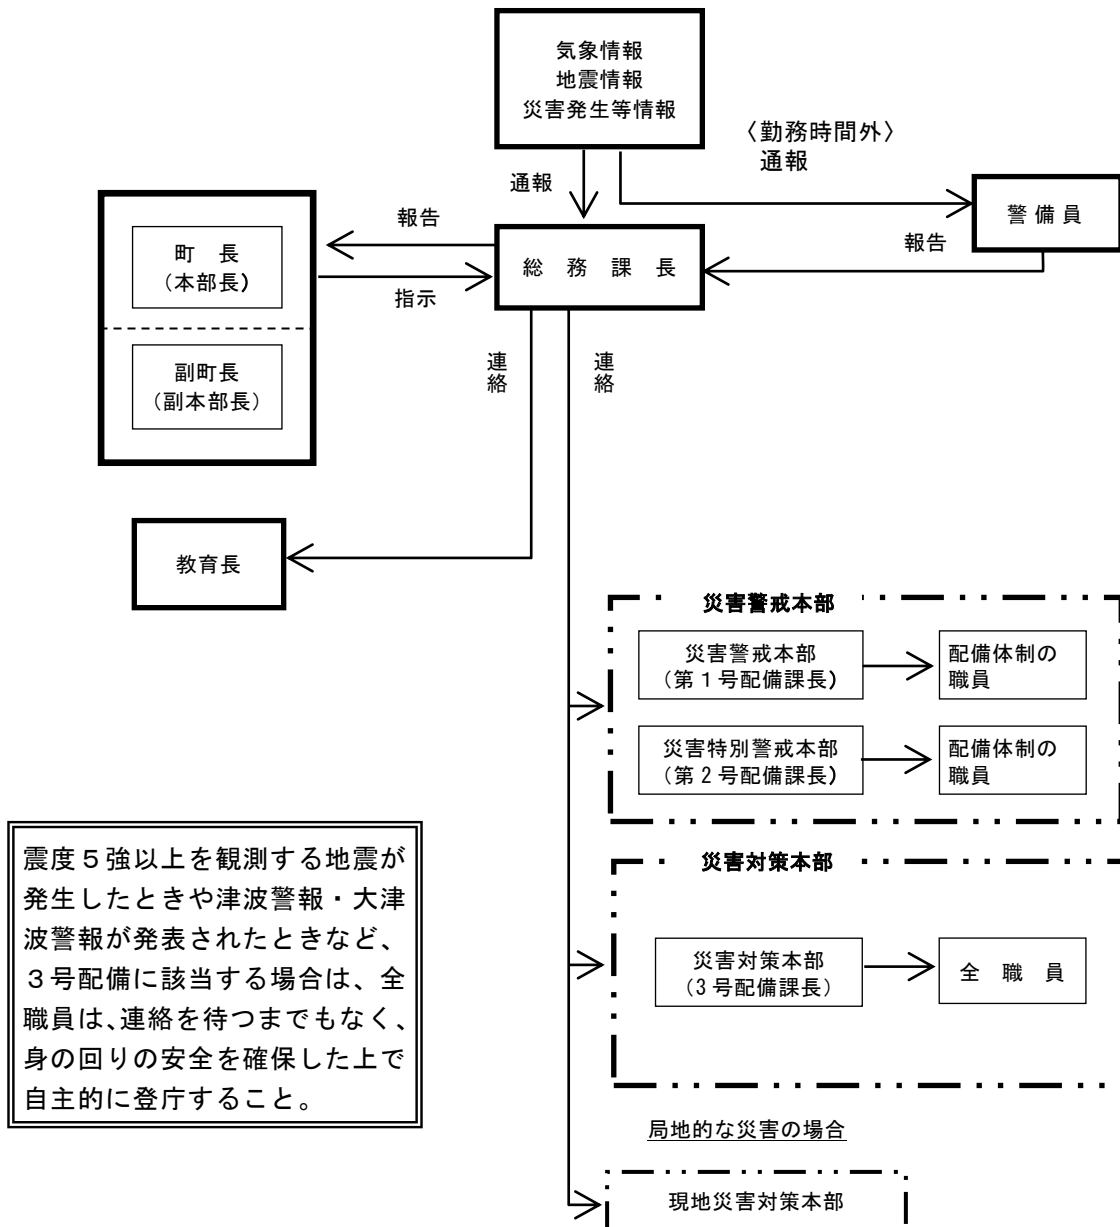 気象情報
地震情報
災害発生等情報
〈勤務時間外〉
通報
通報
警備員
報告
報告
総務課長
指示
町長
（本部長）
副町長
（副本部長）
連絡
連絡
教育長
災害警戒本部
災害警戒本部
（第１号配備課長）
配備体制の
職員
災害特別警戒本部
（第２号配備課長）
配備体制の
職員
震度５強以上を観測する地震が
発生したときや津波警報・大津
波警報が発表されたときなど、
３号配備に該当する場合は、全
職員は、連絡を待つまでもなく、
身の回りの安全を確保した上で
自主的に登庁すること。
災害対策本部
災害対策本部
（3号配備課長）
全職員
局地的な災害の場合
現地災害対策本部